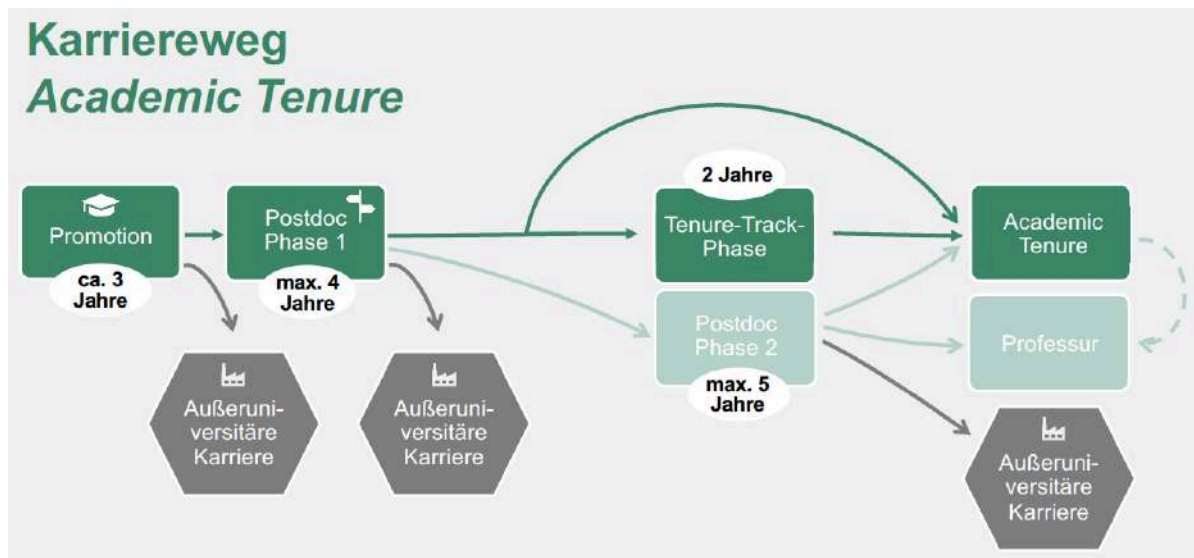 Karriereweg
Academic Tenure
Promotion
ca. 3
Jahre
Postdoc
Phase 1
max. 4
Jahre
2 Jahre
Tenure-Track-
Phase
Academic
Tenure
Postdoc
Phase 2
max. 5
Jahre
Professur
Außeruni-
versitäre
Karriere
Außeruni-
versitäre
Karriere
Außeruni-
versitäre
Karriere